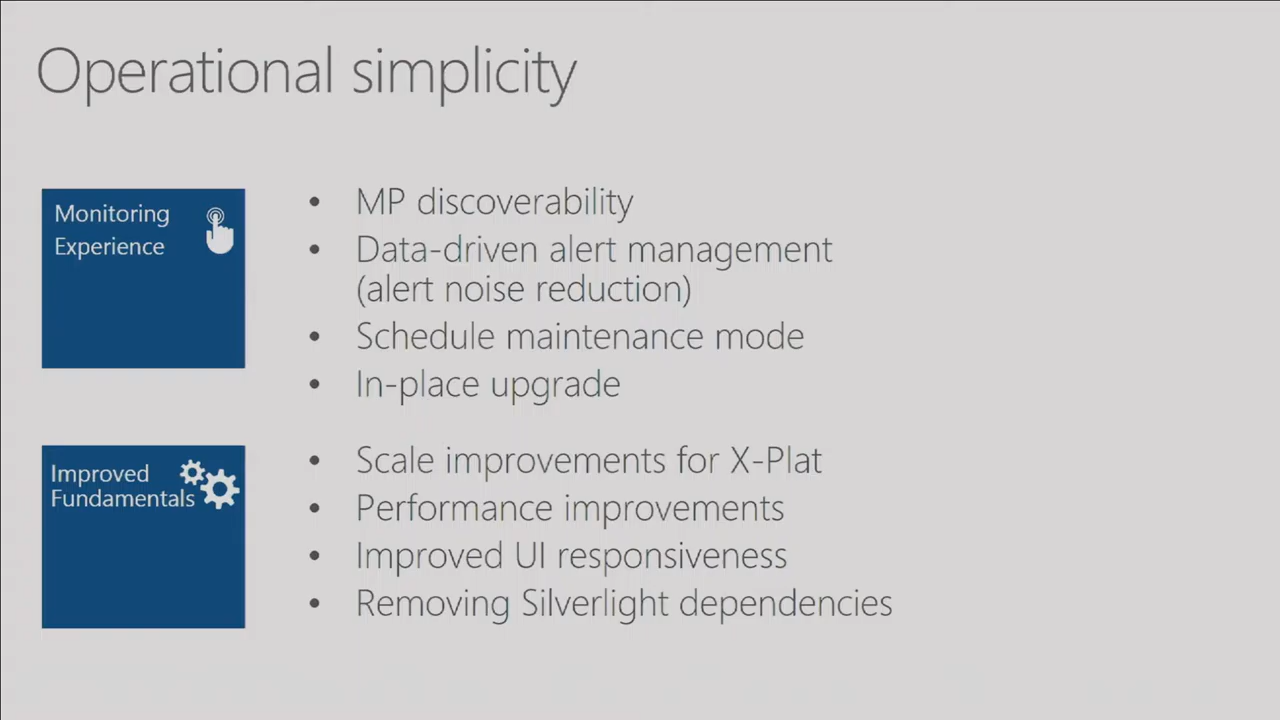 Operational simplicity
Monitoring
Experience
• MP discoverability
• Data-driven alert management
(alert noise reduction)
• Schedule maintenance mode
• In-place upgrade
Improved
Fundamentals
• Scale improvements for X-Plat
• Performance improvements
• Improved UI responsiveness
• Removing Silverlight dependencies